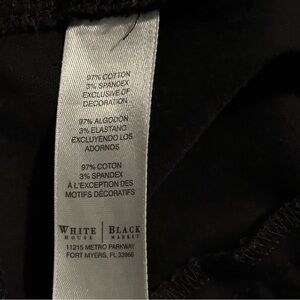 97% COTTON
3% SPANDEX
EXCLUSIVE OF
DECORATION
97% ALGODÓN
3% ELASTANO
EXCLUYENDO LOS
ADORNOS
97% COTON
3% SPANDEX
À L'EXCEPTION DES
MOTIFS DÉCORATIFS
WHITE | BLACK
HOUSE | MARKET
11215 METRO PARKWAY
FORT MYERS, FL 33966